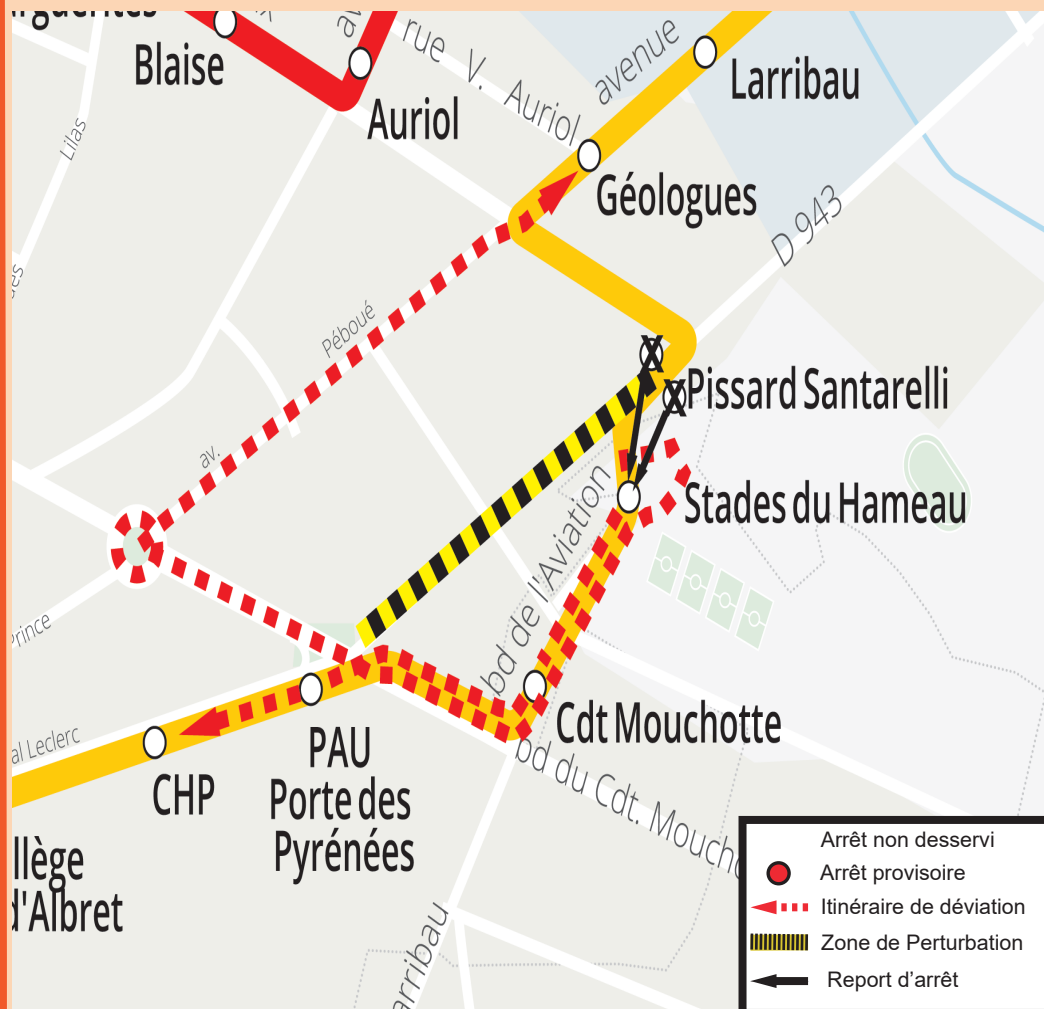 Blaise
Auriol
rue V. Auriol
avenue
Larribau
Géologues
D 943
Lilas
Péboué
av.
Pissard Santarelli
Stades du Hameau
bd de l'Aviation
Prince
Cdt Mouchotte
bd du Cdt. Moucho
al Leclerc
CHP
PAU
Porte des
Pyrénées
llège
d'Albret
arribau
Arrêt non desservi
Arrêt provisoire
Itinéraire de déviation
Zone de Perturbation
Report d’arrêt